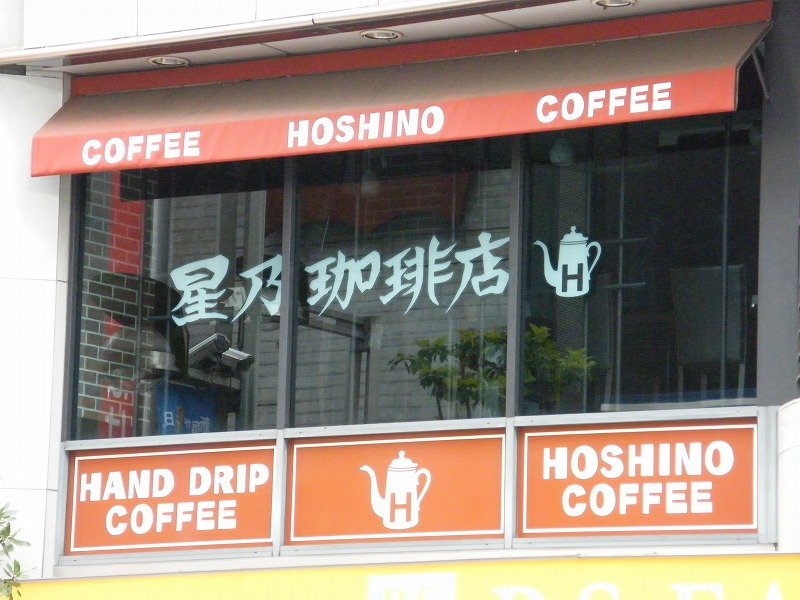 COFFEE HOSHINO COFFEE
星乃珈琲店
H
HAND DRIP
COFFEE
H
HOSHINO
COFFEE